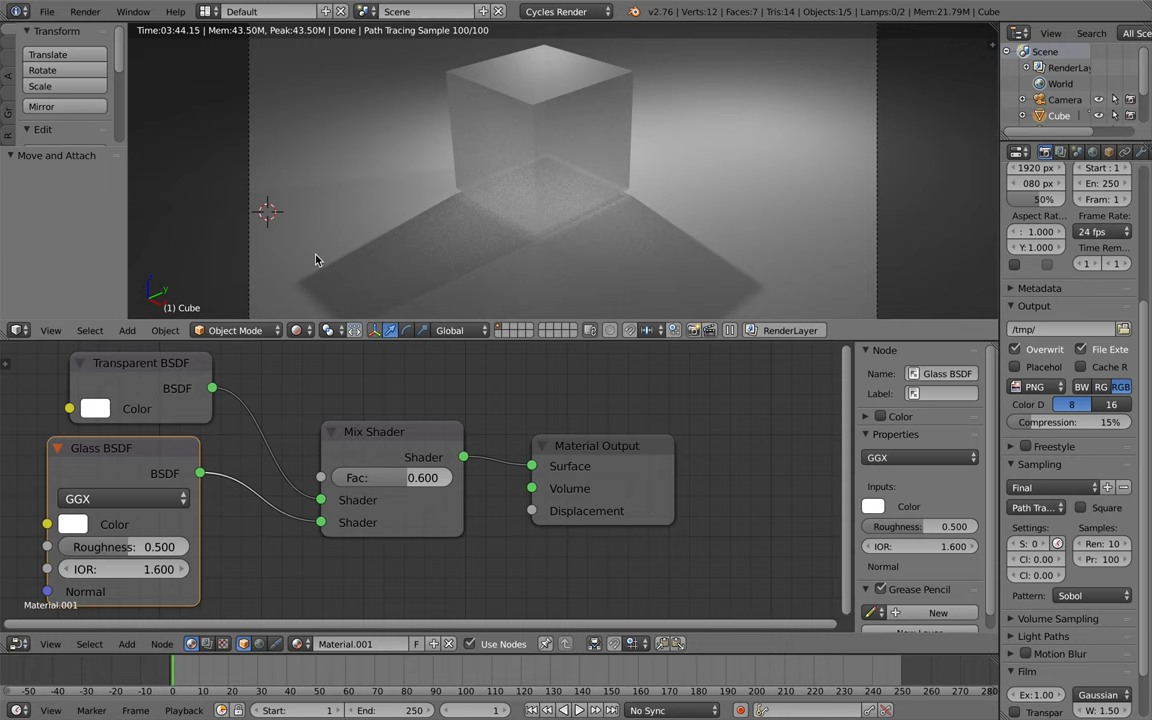 File Render Window Help Default Scene Cycles Render v2.76 | Verts:12 | Faces:7 | Tris:14 | Objects:1/5 | Lamps:0/2 | Mem:21.79M | Cube
Time:03:44.15 | Mem:43.50M, Peak:43.50M | Done | Path Tracing Sample 100/100
Transform
Translate
Rotate
Scale
Mirror
Edit
Move and Attach
A
Gr
R
(1) Cube
View Select Add Object Object Mode Global RenderLayer
View Search All Sce
Scene
RenderLay
World
Camera
Cube
1920 px Start : 1
080 px En: 250
50% Fram: 1
Aspect Rat... Frame Rate:
: 1.000 24 fps
Y: 1.000 Time Rem...
1 1
Metadata
Output
/tmp/
Overwrit File Exte
Placehol Cache R
PNG BW RG RGB
Color D 8 16
Compression: 15%
Freestyle
Sampling
Final
Path Tra... Square
Settings: Samples:
S: 0 Ren: 10
Cl: 0.00 Pr: 100
Cl: 0.00
Pattern: Sobol
Volume Sampling
Light Paths
Motion Blur
Film
Ex: 1.00 Gaussian
Transpar W: 1.50
Transparent BSDF
BSDF
Color
Glass BSDF
BSDF
GGX
Color
Roughness: 0.500
IOR: 1.600
Normal
Material.001
Mix Shader
Shader
Fac: 0.600
Shader
Shader
Material Output
Surface
Volume
Displacement
Node
Name: Glass BSDF
Label:
Color
Properties
GGX
Inputs:
Color
Roughness: 0.500
IOR: 1.600
Normal
Grease Pencil
New
View Select Add Node Material.001 F Use Nodes
-50 -40 -30 -20 -10 0 10 20 30 40 50 60 70 80 90 100 110 120 130 140 150 160 170 180 190 200 210 220 230 240 250 260 270 280
View Marker Frame Playback Start: 1 End: 250 1 No Sync